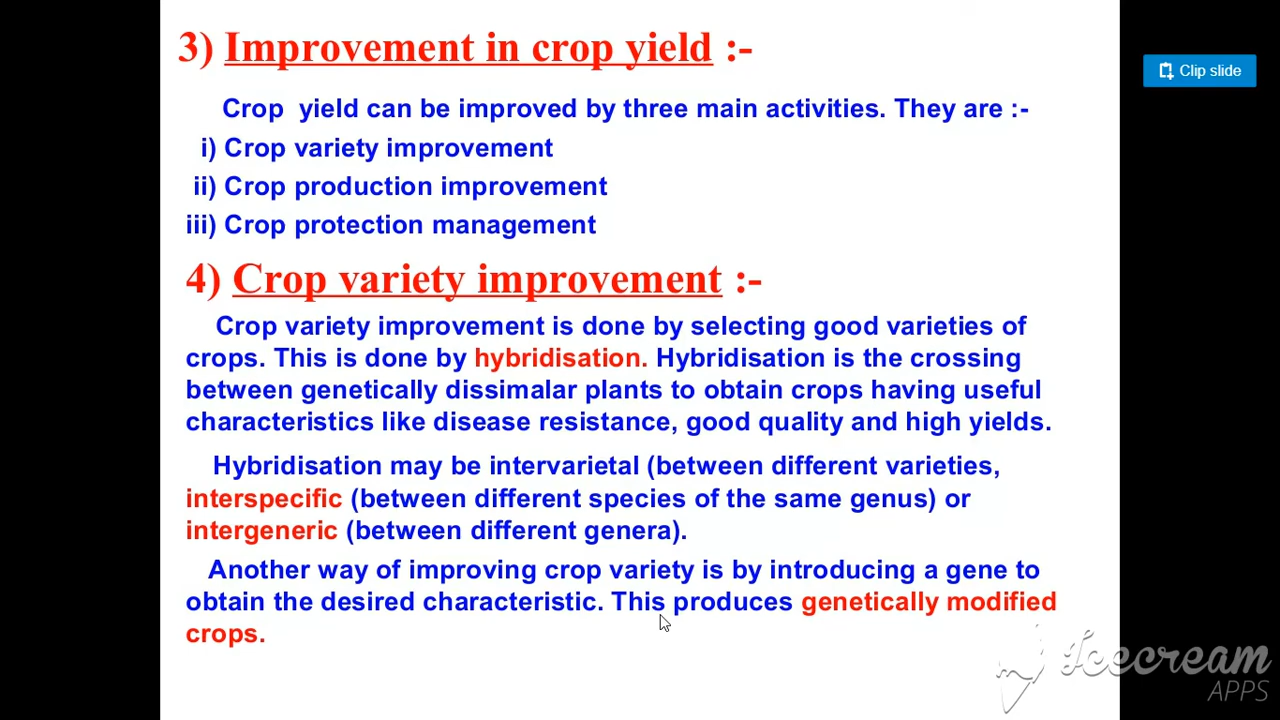 3) Improvement in crop yield :-
Clip slide
Crop yield can be improved by three main activities. They are :-
i) Crop variety improvement
ii) Crop production improvement
iii) Crop protection management
4) Crop variety improvement :-
Crop variety improvement is done by selecting good varieties of
crops. This is done by hybridisation. Hybridisation is the crossing
between genetically dissimalar plants to obtain crops having useful
characteristics like disease resistance, good quality and high yields.
Hybridisation may be intervarietal (between different varieties,
interspecific (between different species of the same genus) or
intergeneric (between different genera).
Another way of improving crop variety is by introducing a gene to
obtain the desired characteristic. This produces genetically modified
crops.
Icecream
APPS